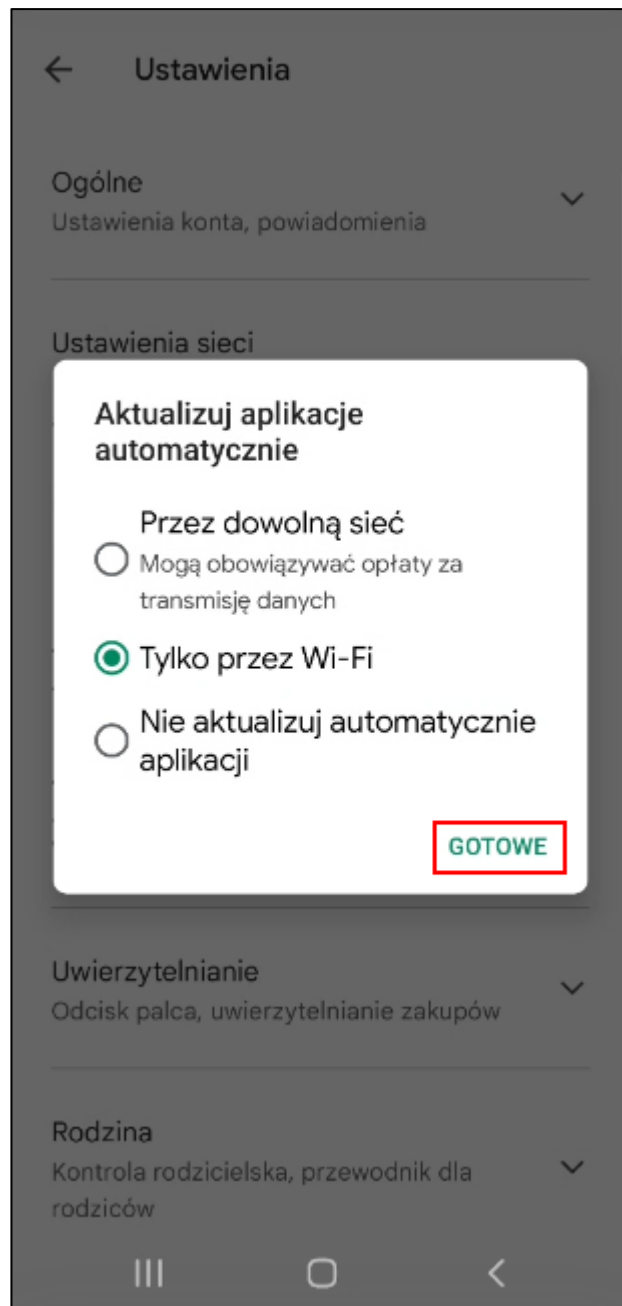 Ustawienia
Ogólne
Ustawienia konta, powiadomienia
Ustawienia sieci
Aktualizuj aplikacje
automatycznie
Przez dowolną sieć
Mogą obowiązywać opłaty za
transmisję danych
Tylko przez Wi-Fi
Nie aktualizuj automatycznie
aplikacji
GOTOWE
Uwierzytelnianie
Odcisk palca, uwierzytelnianie zakupów
Rodzina
Kontrola rodzicielska, przewodnik dla
rodziców